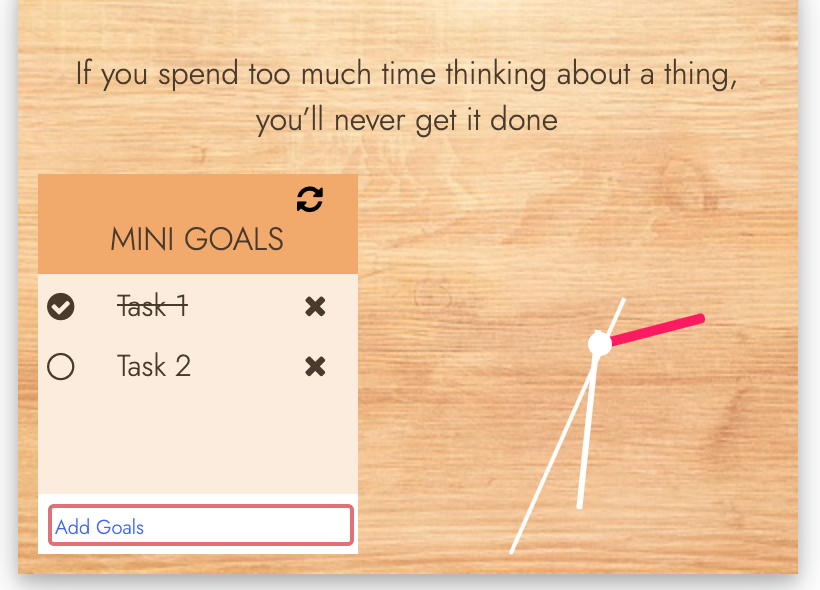 If you spend too much time thinking about a thing,
you’ll never get it done
MINI GOALS
Task 1
Task 2
Add Goals